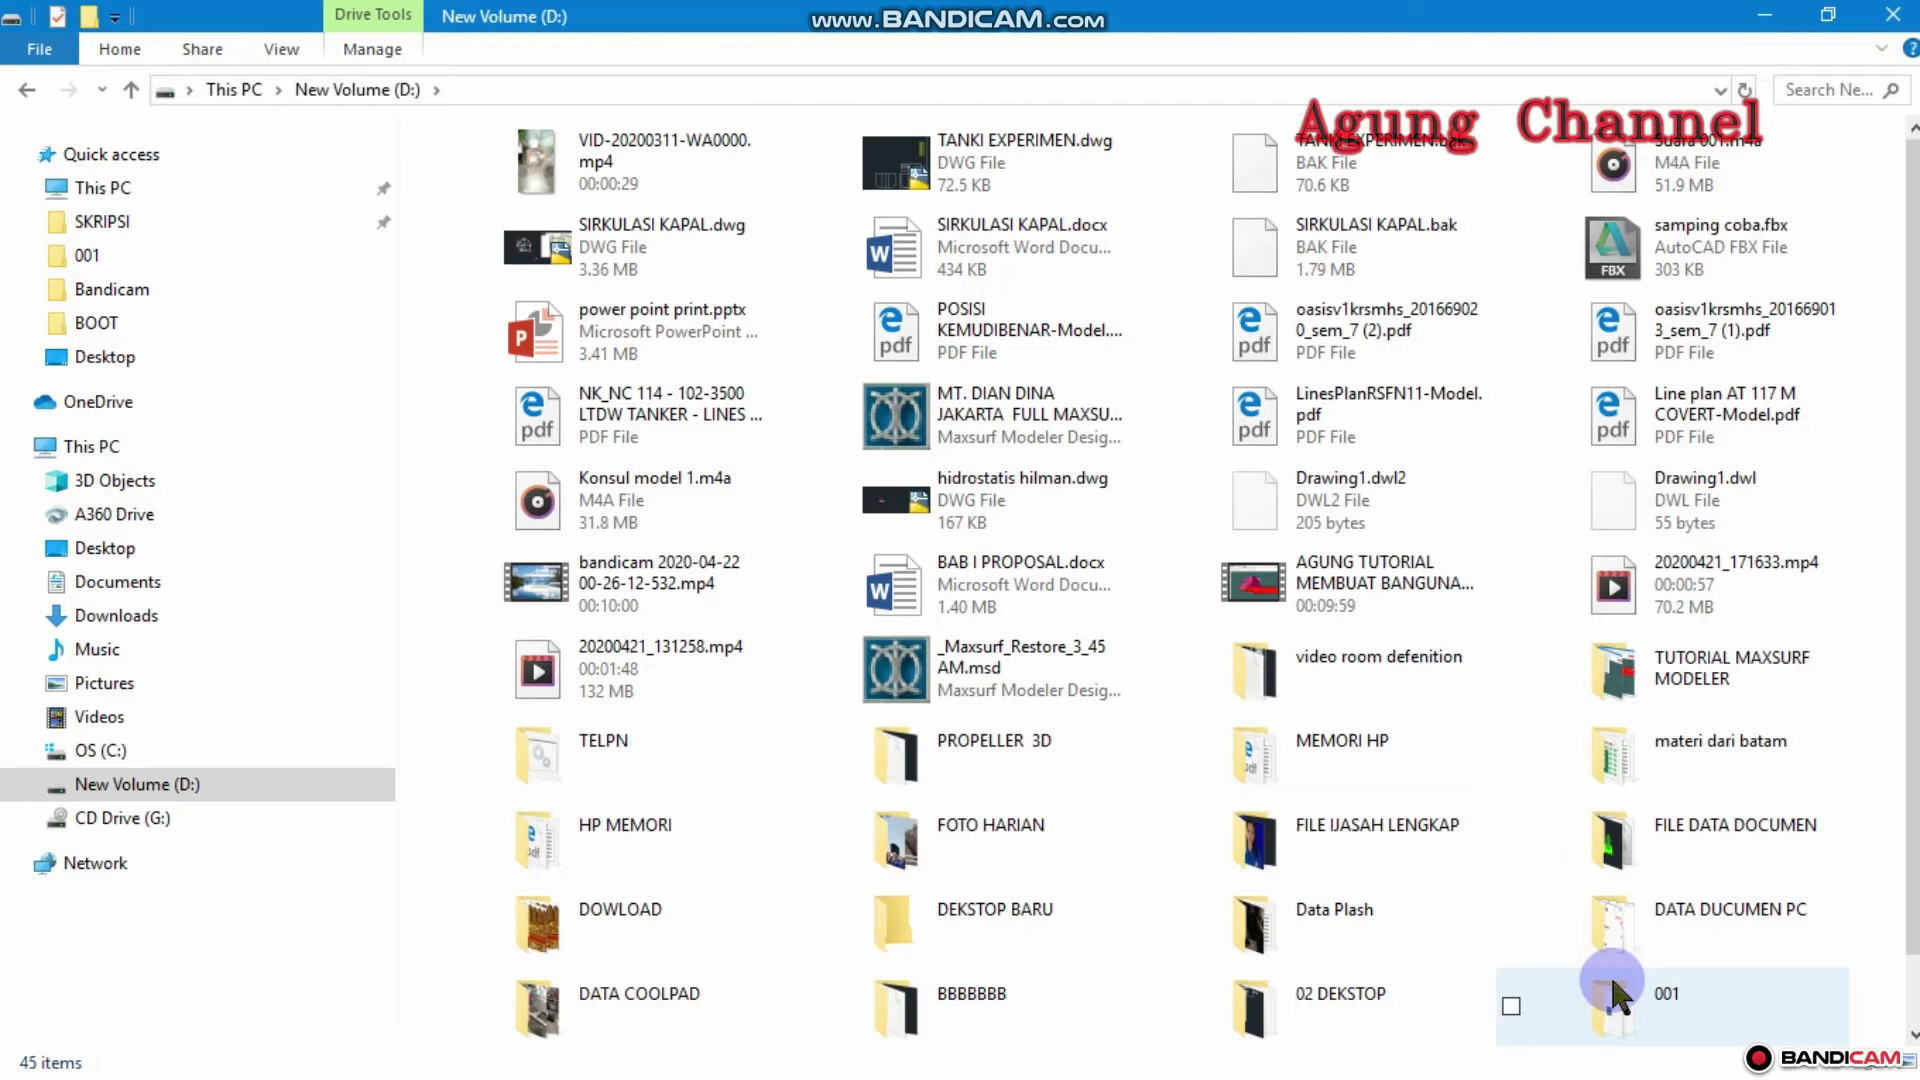 Drive Tools
New Volume (D:)
www.BANDICAM.com
File
Home
Share
View
Manage
This PC
New Volume (D:)
Search Ne...
Agung Channel
Quick access
This PC
SKRIPSI
001
Bandicam
BOOT
Desktop
OneDrive
This PC
3D Objects
A360 Drive
Desktop
Documents
Downloads
Music
Pictures
Videos
OS (C:)
New Volume (D:)
CD Drive (G:)
Network
VID-20200311-WA0000.
mp4
00:00:29
TANKI EXPERIMEN.dwg
DWG File
72.5 KB
TANKI EXPERIMEN.bak
BAK File
70.6 KB
Suara 001.m4a
M4A File
51.9 MB
SIRKULASI KAPAL.dwg
DWG File
3.36 MB
SIRKULASI KAPAL.docx
Microsoft Word Docu...
434 KB
SIRKULASI KAPAL.bak
BAK File
1.79 MB
FBX
samping coba.fbx
AutoCAD FBX File
303 KB
power point print.pptx
Microsoft PowerPoint ...
3.41 MB
pdf
POSISI
KEMUDIBENAR-Model....
PDF File
pdf
oasisv1krsmhs_20166902
0_sem_7 (2).pdf
PDF File
pdf
oasisv1krsmhs_20166901
3_sem_7 (1).pdf
PDF File
pdf
NK_NC 114 - 102-3500
LTDW TANKER - LINES ...
PDF File
MT. DIAN DINA
JAKARTA FULL MAXSU...
Maxsurf Modeler Desig...
pdf
LinesPlanRSFN11-Model.
pdf
PDF File
pdf
Line plan AT 117 M
COVERT-Model.pdf
PDF File
Konsul model 1.m4a
M4A File
31.8 MB
hidrostatis hilman.dwg
DWG File
167 KB
Drawing1.dwl2
DWL2 File
205 bytes
Drawing1.dwl
DWL File
55 bytes
bandicam 2020-04-22
00-26-12-532.mp4
00:10:00
BAB I PROPOSAL.docx
Microsoft Word Docu...
1.40 MB
AGUNG TUTORIAL
MEMBUAT BANGUNA...
00:09:59
20200421_171633.mp4
00:00:57
70.2 MB
20200421_131258.mp4
00:01:48
132 MB
_Maxsurf_Restore_3_45
AM.msd
Maxsurf Modeler Desig...
video room defenition
TUTORIAL MAXSURF
MODELER
TELPN
PROPELLER 3D
MEMORI HP
materi dari batam
HP MEMORI
FOTO HARIAN
FILE IJASAH LENGKAP
FILE DATA DOCUMEN
DOWLOAD
DEKSTOP BARU
Data Plash
DATA DUCUMEN PC
DATA COOLPAD
BBBBBBB
02 DEKSTOP
001
45 items
BANDICAM